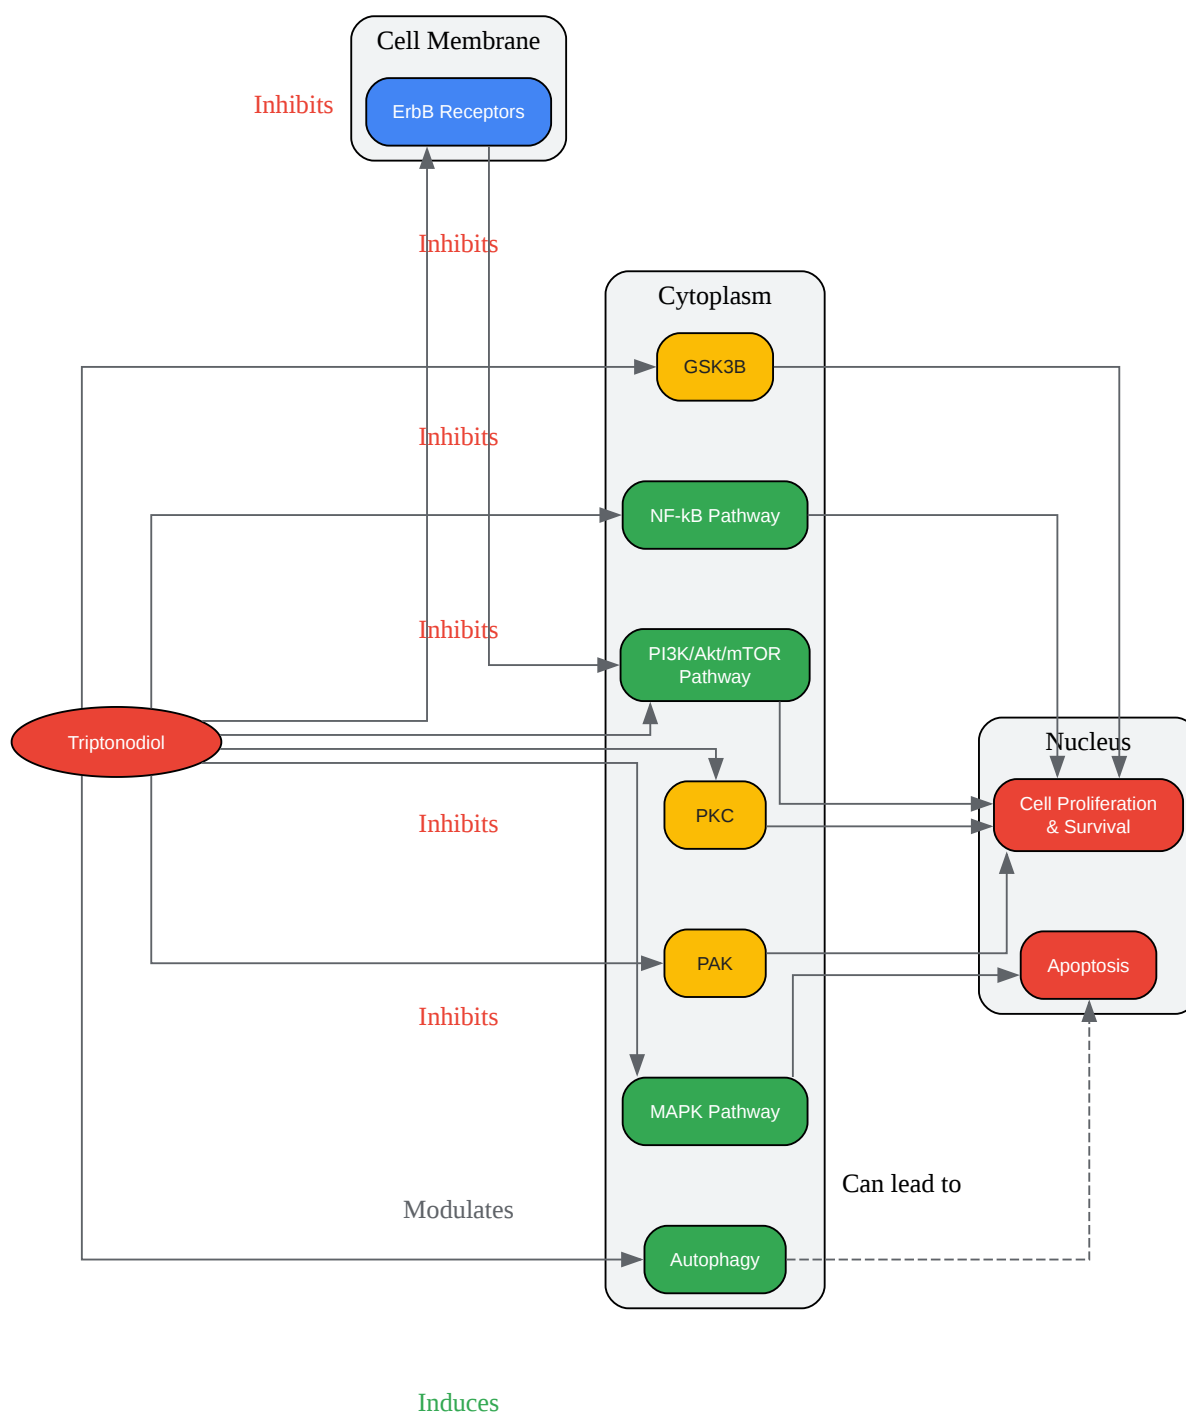 Cell Membrane
Inhibits
ErbB Receptors
Inhibits
Cytoplasm
GSK3B
Inhibits
NF-kB Pathway
Inhibits
PI3K/Akt/mTOR
Pathway
Triptonodiol
Nucleus
Cell Proliferation
& Survival
PKC
Inhibits
PAK
Apoptosis
Inhibits
MAPK Pathway
Can lead to
Modulates
Autophagy
Induces